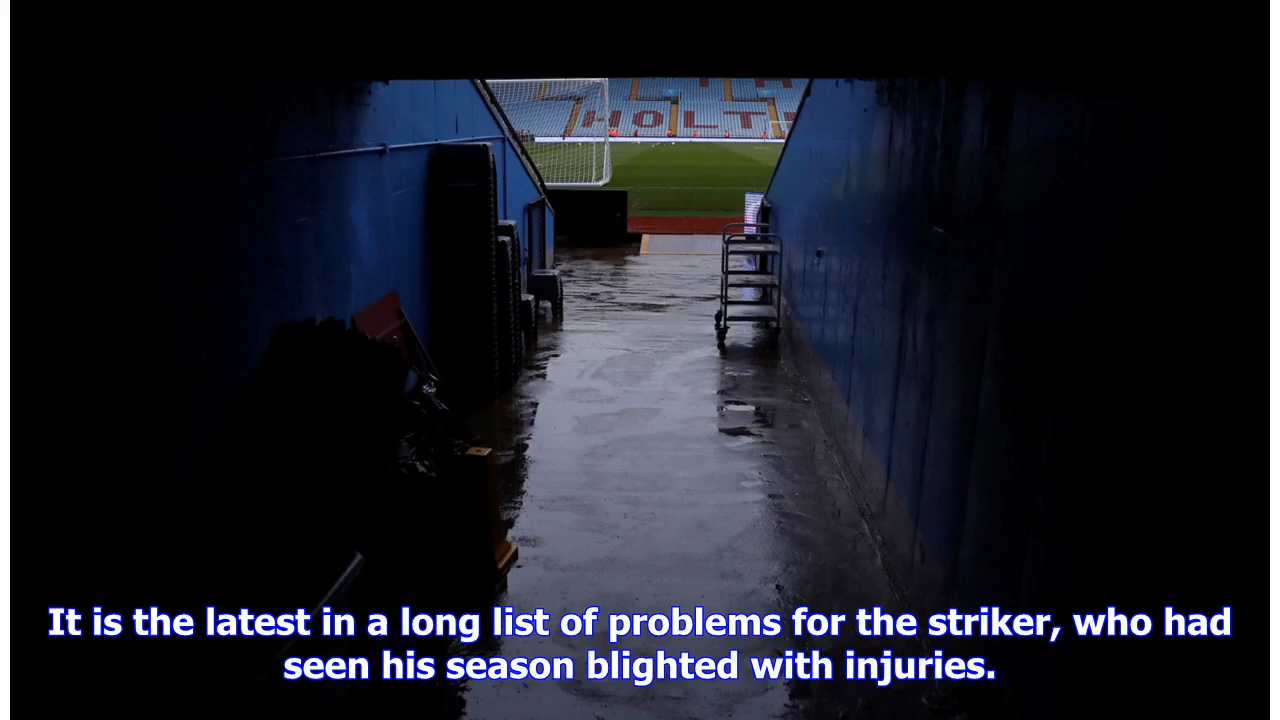 HOLT
It is the latest in a long list of problems for the striker, who had
seen his season blighted with injuries.